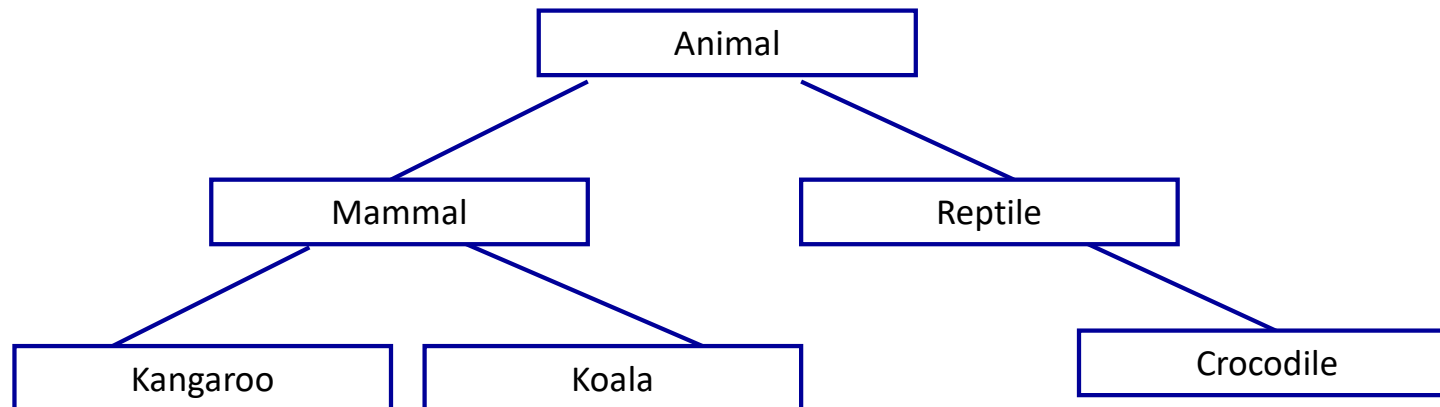 Animal
Mammal
Reptile
Kangaroo
Koala
Crocodile